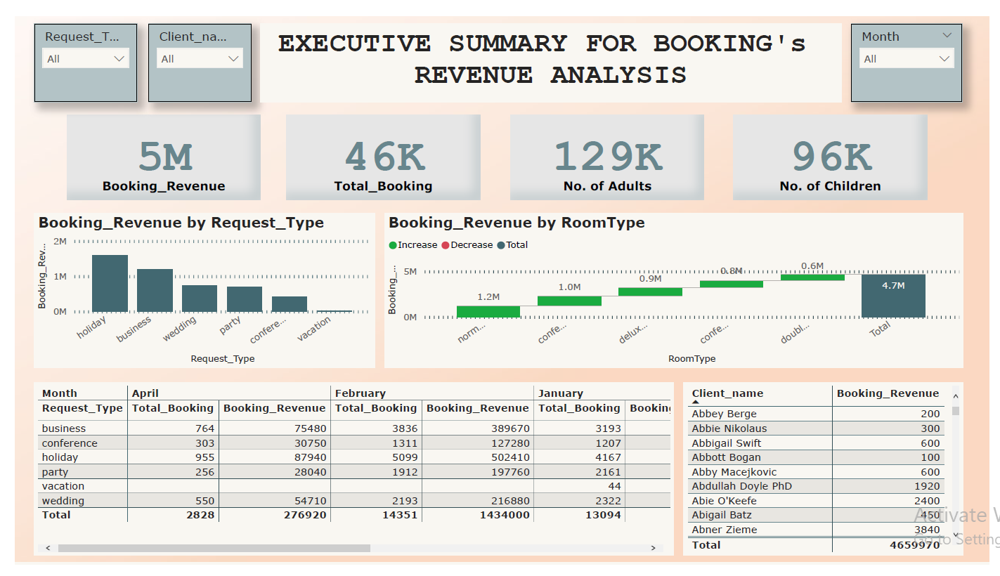 Request_T...
All
Client_na...
All
EXECUTIVE SUMMARY FOR BOOKING's
REVENUE ANALYSIS
Month
All
5M
Booking_Revenue
46K
Total_Booking
129K
No. of Adults
96K
No. of Children
Booking_Revenue by Request_Type
Booking_Rev...
2M
1M
0M
holiday
business
wedding
party
confere...
vacation
Request_Type
Booking_Revenue by RoomType
Increase Decrease Total
Booking_...
5M
0M
1.2M
1.0M
0.9M
0.8M
0.6M
4.7M
norm...
confe...
delux...
confe...
doubl...
Total
RoomType
Month April February January
Request_Type Total_Booking Booking_Revenue Total_Booking Booking_Revenue Total_Booking Booking
business 764 75480 3836 389670 3193
conference 303 30750 1311 127280 1207
holiday 955 87940 5099 502410 4167
party 256 28040 1912 197760 2161
vacation 44
wedding 550 54710 2193 216880 2322
Total 2828 276920 14351 1434000 13094
Client_name Booking_Revenue
Abbey Berge 200
Abbie Nikolaus 300
Abbigail Swift 600
Abbott Bogan 100
Abby Macejkovic 600
Abdullah Doyle PhD 1920
Abie O'Keefe 2400
Abigail Batz 450
Abner Zieme 3840
Total 4659970
Activate W
Go to Setting